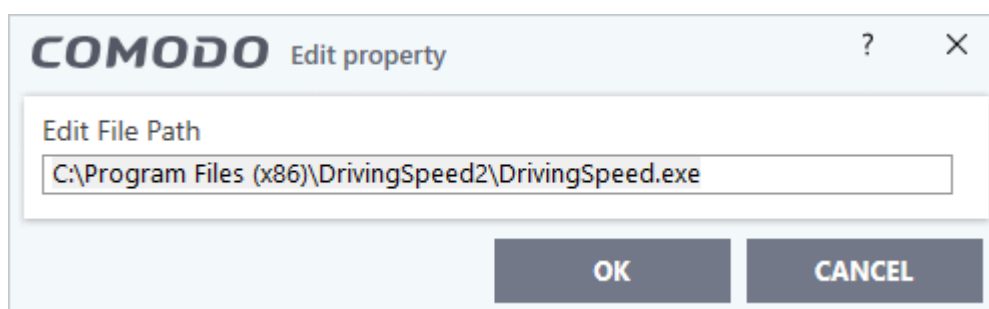 COMODO Edit property ? ×
Edit File Path
C:\Program Files (x86)\DrivingSpeed2\DrivingSpeed.exe
OK CANCEL